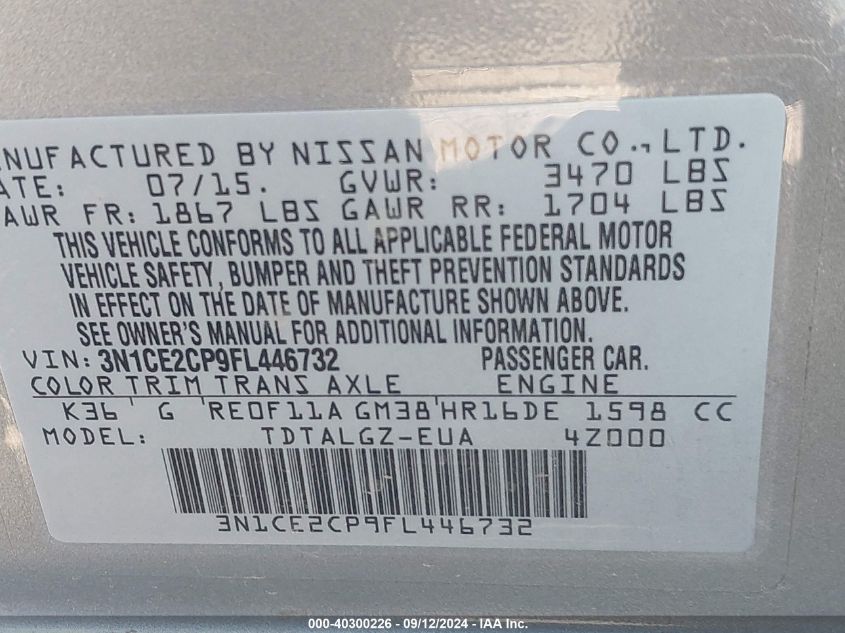 NUFACTURED BY NISSAN MOTOR CO., LTD.
ATE: 07/15. GVWR: 3470 LBS
AWR FR: 1867 LBS GAWR RR: 1704 LBS
THIS VEHICLE CONFORMS TO ALL APPLICABLE FEDERAL MOTOR
VEHICLE SAFETY, BUMPER AND THEFT PREVENTION STANDARDS
IN EFFECT ON THE DATE OF MANUFACTURE SHOWN ABOVE.
SEE OWNER'S MANUAL FOR ADDITIONAL INFORMATION.
VIN: 3N1CE2CP9FL446732 PASSENGER CAR.
COLOR TRIM TRANS AXLE ENGINE
K36 G RE0F11A GM38 HR16DE 1598 CC
MODEL: TDTALGZ-EUA 4Z000
3N1CE2CP9FL446732
000-40300226 - 09/12/2024 - IAA Inc.